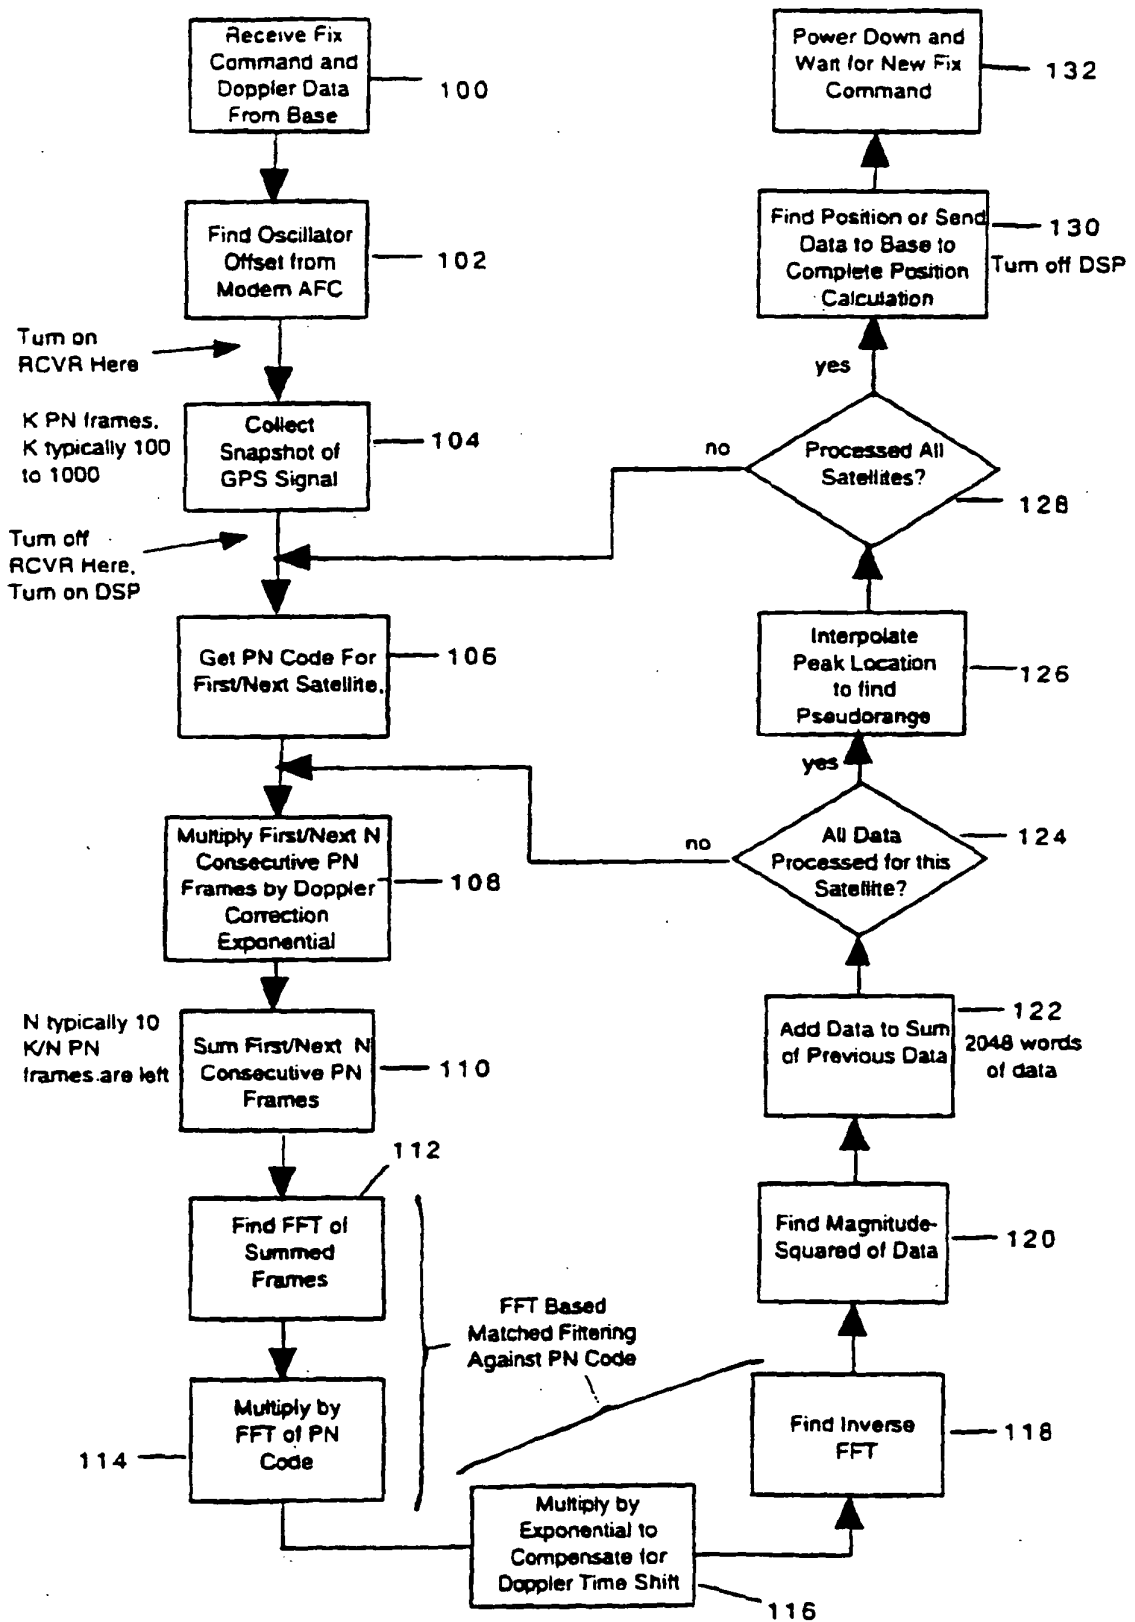 Receive Fix
Command and
Doppler Data
From Base
100
Find Oscillator
Offset from
Modem AFC
102
Turn on
RCVR Here
K PN frames.
K typically 100
to 1000
Collect
Snapshot of
GPS Signal
104
Turn off
RCVR Here,
Turn on DSP
Get PN Code For
First/Next Satellite.
106
Multiply First/Next N
Consecutive PN
Frames by Doppler
Correction
Exponential
108
N typically 10
K/N PN
frames.are left
Sum First/Next N
Consecutive PN
Frames
110
112
Find FFT of
Summed
Frames
FFT Based
Matched Filtering
Against PN Code
Multiply by
FFT of PN
Code
114
Multiply by
Exponential to
Compensate for
Doppler Time Shift
116
Find Inverse
FFT
118
Find Magnitude-
Squared of Data
120
Add Data to Sum
of Previous Data
122
2048 words
of data
All Data
Processed for this
Satellite?
124
no
yes
Interpolate
Peak Location
to find
Pseudorange
126
Processed All
Satellites?
128
no
yes
Find Position or Send
Data to Base to
Complete Position
Calculation
130
Turn off DSP
Power Down and
Wait for New Fix
Command
132